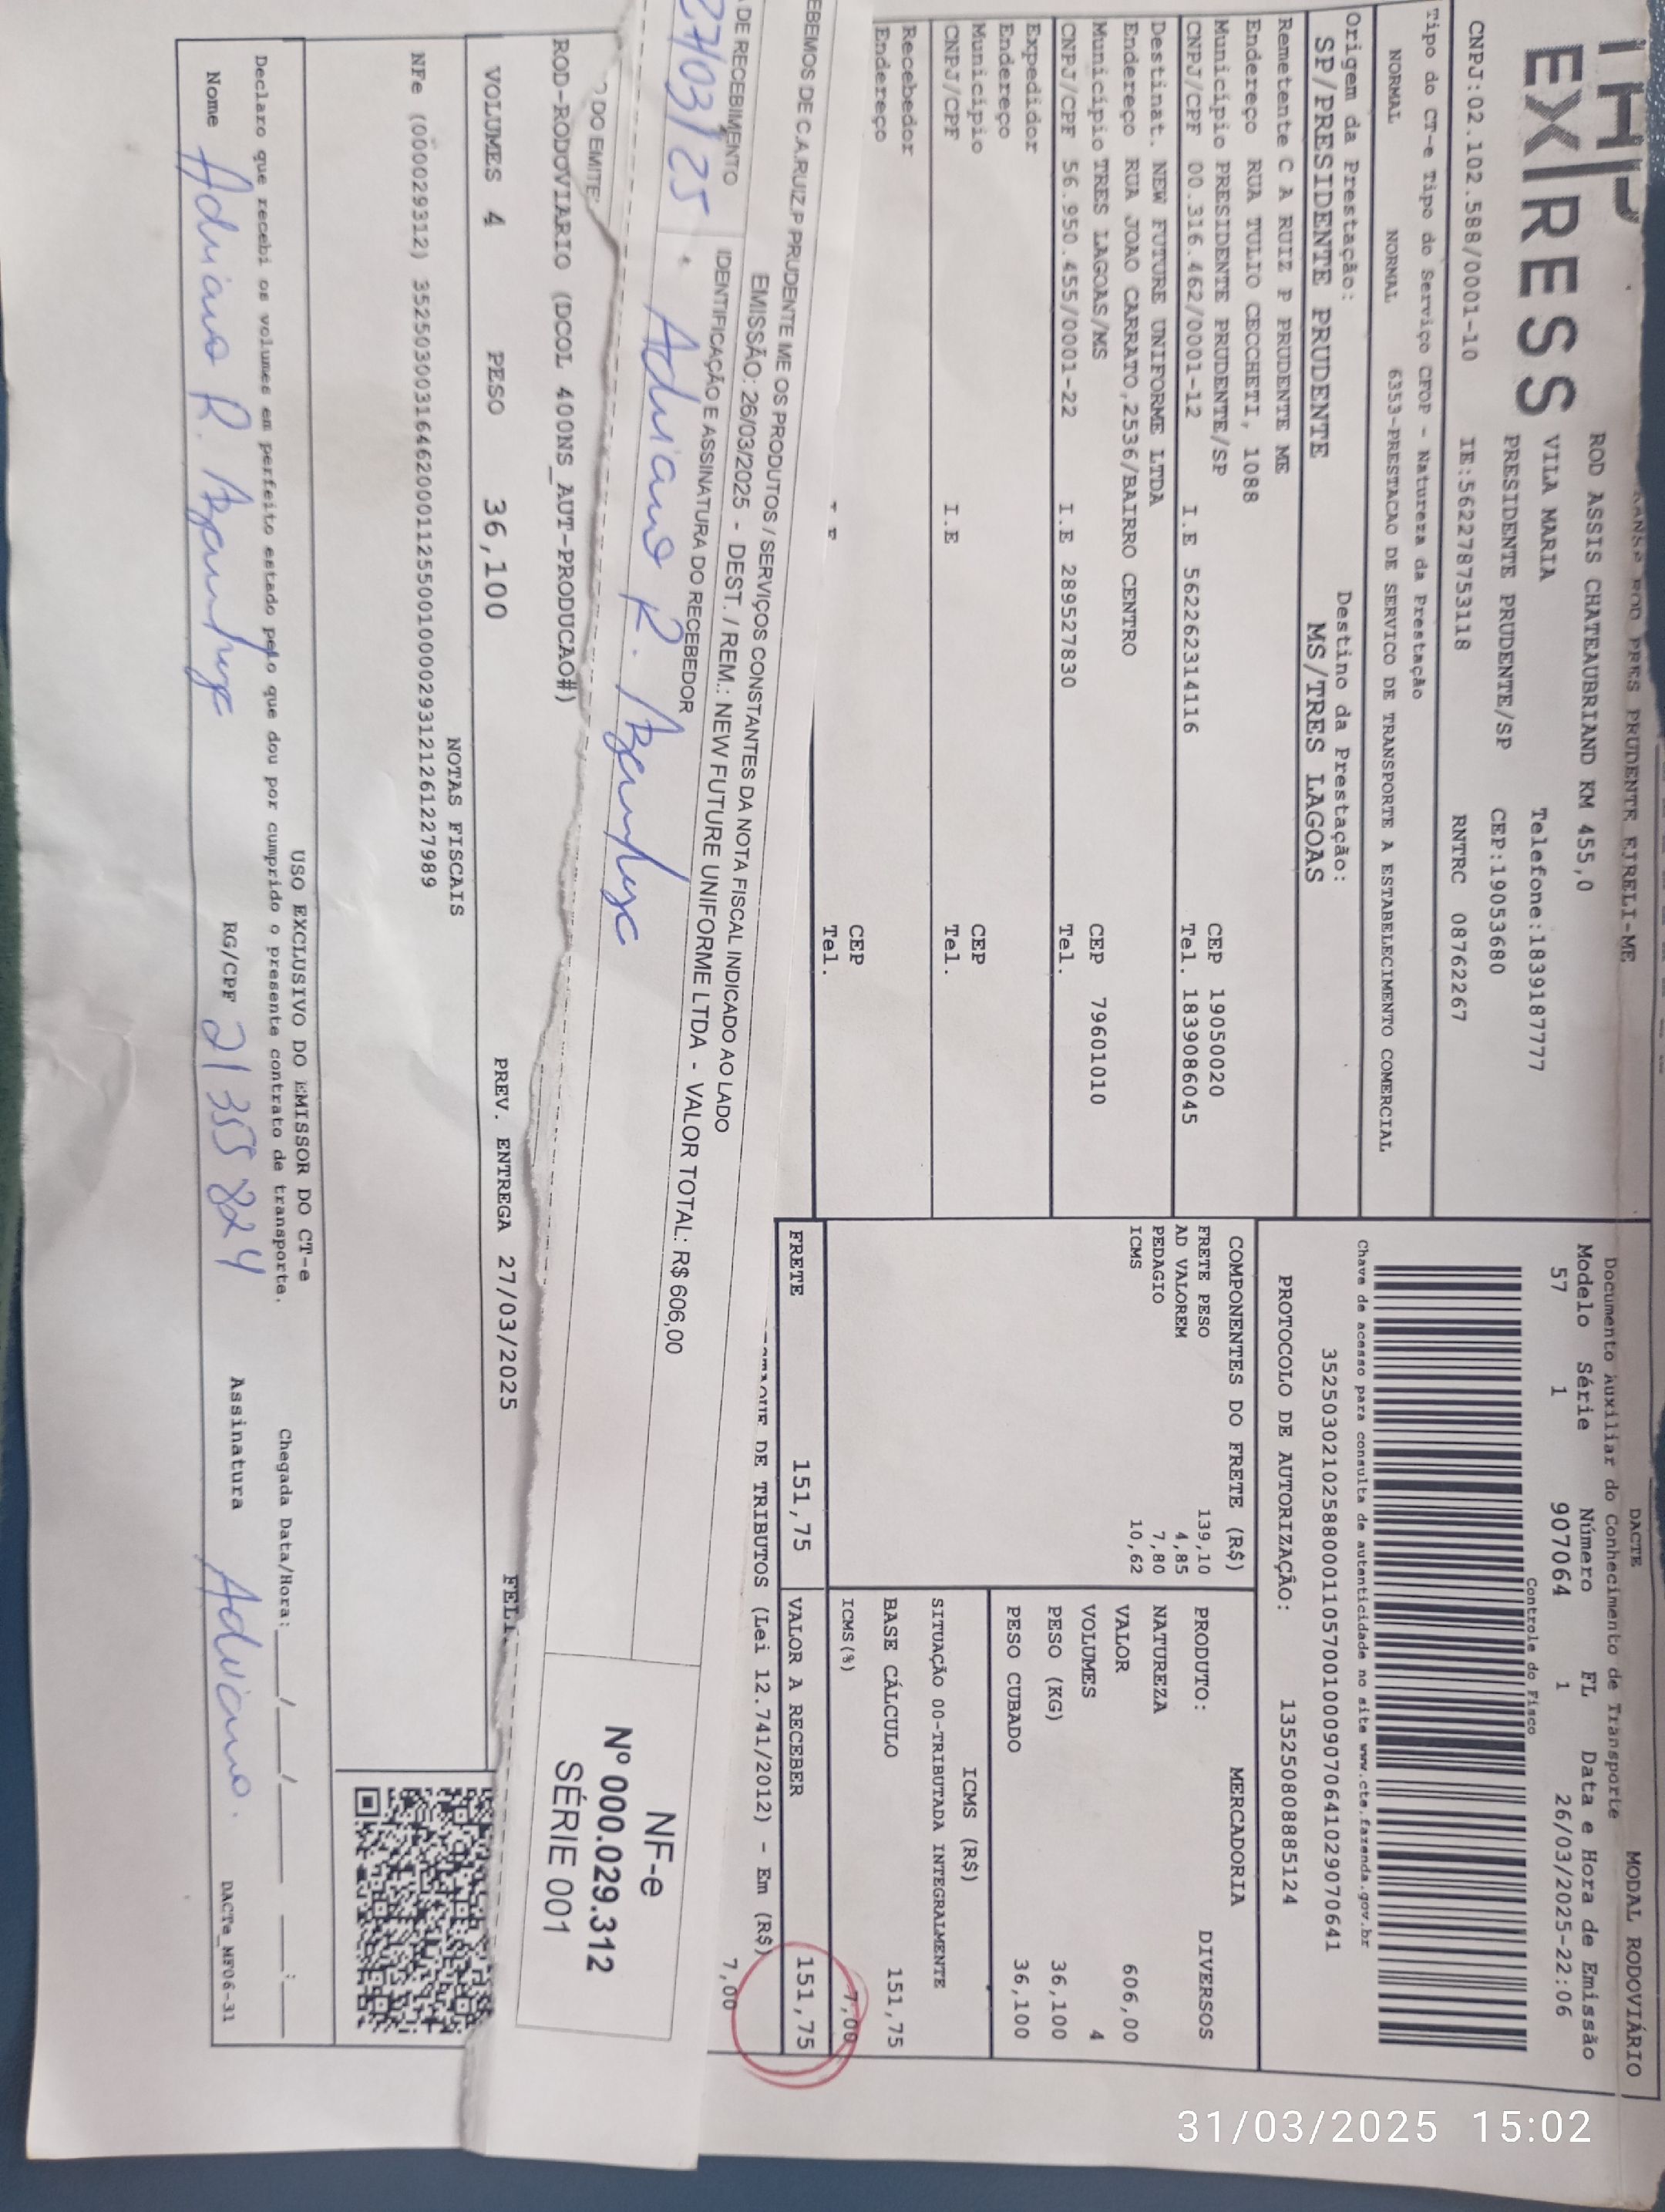 EX RESS
PRES PRUDENTE EIRELI-ME
ROD ASSIS CHATEAUBRIAND KM 455,0
VILA MARIA Telefone:1839187777
PRESIDENTE PRUDENTE/SP CEP:19053680
CNPJ:02.102.588/0001-10 IE:562278753118 RNTRC 08762267
DACTE MODAL RODOVIÁRIO
Documento Auxiliar do Conhecimento de Transporte
Modelo Série Número FL Data e Hora de Emissão
57 1 907064 1 26/03/2025-22:06
Controle do Fisco
Tipo do CT-e Tipo do Serviço CFOP - Natureza da Prestação
NORMAL NORMAL 6353-PRESTACAO DE SERVICO DE TRANSPORTE A ESTABELECIMENTO COMERCIAL
Chave de acesso para consulta de autenticidade no site www.cte.fazenda.gov.br
35250302102588000110570010009070641029070641
Origem da Prestação: Destino da Prestação:
SP/PRESIDENTE PRUDENTE MS/TRES LAGOAS
PROTOCOLO DE AUTORIZAÇÃO: 135250808885124
Remetente C A RUIZ P PRUDENTE ME
Endereço RUA TULIO CECCHETI, 1088
Município PRESIDENTE PRUDENTE/SP CEP 19050020
CNPJ/CPF 00.316.462/0001-12 I.E 562262314116 Tel. 1839086045
Destinat. NEW FUTURE UNIFORME LTDA
Endereço RUA JOAO CARRATO,2536/BAIRRO CENTRO
Município TRES LAGOAS/MS CEP 79601010
CNPJ/CPF 56.950.455/0001-22 I.E 289527830 Tel.
Expedidor
Endereço
Município CEP
CNPJ/CPF I.E Tel.
Recebedor
Endereço
CEP
Tel.
COMPONENTES DO FRETE (R$)
FRETE PESO 139,10
AD VALOREM 4,85
PEDAGIO 7,80
ICMS 10,62
MERCADORIA
PRODUTO: DIVERSOS
NATUREZA
VALOR 606,00
VOLUMES 4
PESO (KG) 36,100
PESO CUBADO 36,100
ICMS (R$)
SITUAÇÃO 00-TRIBUTADA INTEGRALMENTE
BASE CÁLCULO 151,75
ICMS(%) 7,00
FRETE 151,75 VALOR A RECEBER 151,75
DE TRIBUTOS (Lei 12.741/2012) - Em (R$) 7,00
EBEMOS DE C.A.RUIZ.P PRUDENTE ME OS PRODUTOS / SERVIÇOS CONSTANTES DA NOTA FISCAL INDICADO AO LADO
EMISSÃO: 26/03/2025 - DEST. / REM.: NEW FUTURE UNIFORME LTDA - VALOR TOTAL: R$ 606,00
A DE RECEBIMENTO IDENTIFICAÇÃO E ASSINATURA DO RECEBEDOR
27/03/25 Adriano R.
NF-e
Nº 000.029.312
SÉRIE 001
DO EMITE
ROD-RODOVIARIO (DCOL 400NS_AUT-PRODUCAO#)
VOLUMES 4 PESO 36,100 PREV. ENTREGA 27/03/2025
NOTAS FISCAIS
NFe (000029312) 35250300316462000112550010000293121261227989
USO EXCLUSIVO DO EMISSOR DO CT-e
Declaro que recebi os volumes em perfeito estado pelo que dou por cumprido o presente contrato de transporte. Chegada Data/Hora:___/___/___ __:__
Nome Adriano R. RG/CPF 21355824 Assinatura Adriano.
DACTe_NF06-31
31/03/2025 15:02